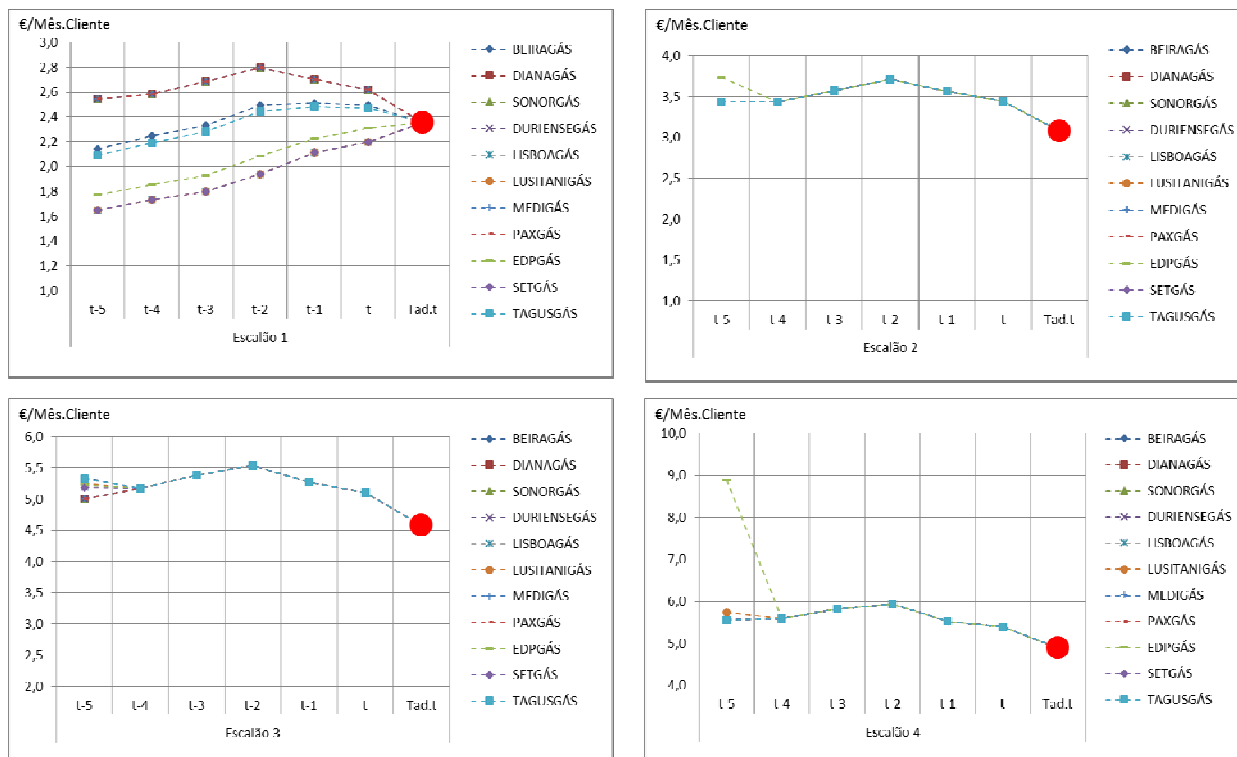 €/Mês.Cliente
3,0
2,8
2,6
2,4
2,2
2,0
1,8
1,6
1,4
1,2
1,0
t-5 t-4 t-3 t-2 t-1 t Tad.t
Escalão 1
BEIRAGÁS
DIANAGÁS
SONORGÁS
DURIENSEGÁS
LISBOAGÁS
LUSITANIGÁS
MEDIGÁS
PAXGÁS
EDPGÁS
SETGÁS
TAGUSGÁS
€/Mês.Cliente
4,0
3,5
3,0
2,5
2,0
1,5
1,0
t-5 t-4 t-3 t-2 t-1 t Tad.t
Escalão 2
BEIRAGÁS
DIANAGÁS
SONORGÁS
DURIENSEGÁS
LISBOAGÁS
LUSITANIGÁS
MEDIGÁS
PAXGÁS
EDPGÁS
SETGÁS
TAGUSGÁS
€/Mês.Cliente
6,0
5,5
5,0
4,5
4,0
3,5
3,0
2,5
2,0
t-5 t-4 t-3 t-2 t-1 t Tad.t
Escalão 3
BEIRAGÁS
DIANAGÁS
SONORGÁS
DURIENSEGÁS
LISBOAGÁS
LUSITANIGÁS
MEDIGÁS
PAXGÁS
EDPGÁS
SETGÁS
TAGUSGÁS
€/Mês.Cliente
10,0
9,0
8,0
7,0
6,0
5,0
4,0
t-5 t-4 t-3 t-2 t-1 t Tad.t
Escalão 4
BEIRAGÁS
DIANAGÁS
SONORGÁS
DURIENSEGÁS
LISBOAGÁS
LUSITANIGÁS
MEDIGÁS
PAXGÁS
EDPGÁS
SETGÁS
TAGUSGÁS